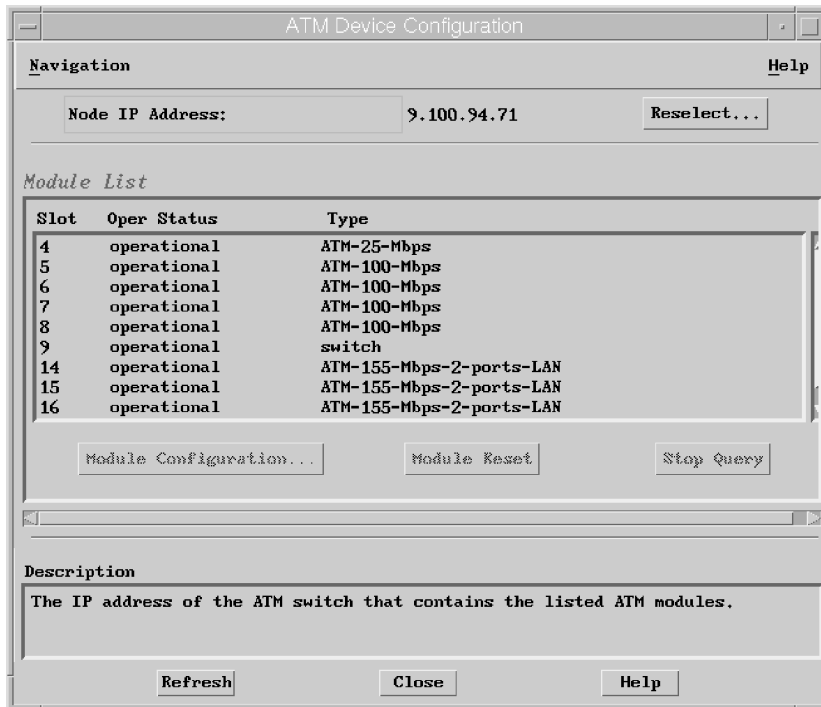 ATM Device Configuration
Navigation Help
Node IP Address: 9.100.94.71 Reselect...
Module List
Slot Oper Status Type
4 operational ATM-25-Mbps
5 operational ATM-100-Mbps
6 operational ATM-100-Mbps
7 operational ATM-100-Mbps
8 operational ATM-100-Mbps
9 operational switch
14 operational ATM-155-Mbps-2-ports-LAN
15 operational ATM-155-Mbps-2-ports-LAN
16 operational ATM-155-Mbps-2-ports-LAN
Module Configuration... Module Reset Stop Query
Description
The IP address of the ATM switch that contains the listed ATM modules.
Refresh Close Help